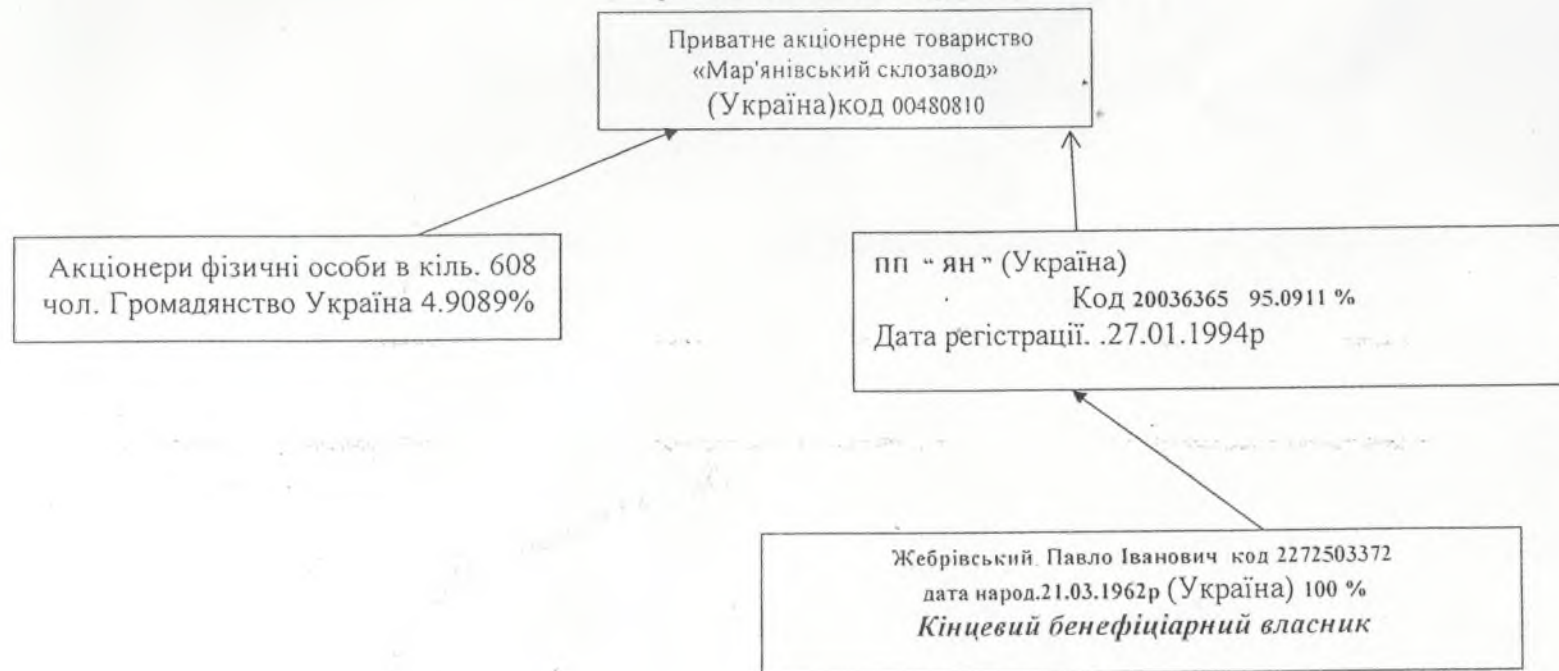 Приватне акціонерне товариство
«Мар'янівський склозавод»
(Україна)код 00480810
Акціонери фізичні особи в кіль. 608
чол. Громадянство Україна 4.9089%
пп “ ян ” (Україна)
Код 20036365 95.0911 %
Дата регістрації. .27.01.1994р
Жебрівський Павло Іванович код 2272503372
дата народ.21.03.1962р (Україна) 100 %
Кінцевий бенефіціарний власник